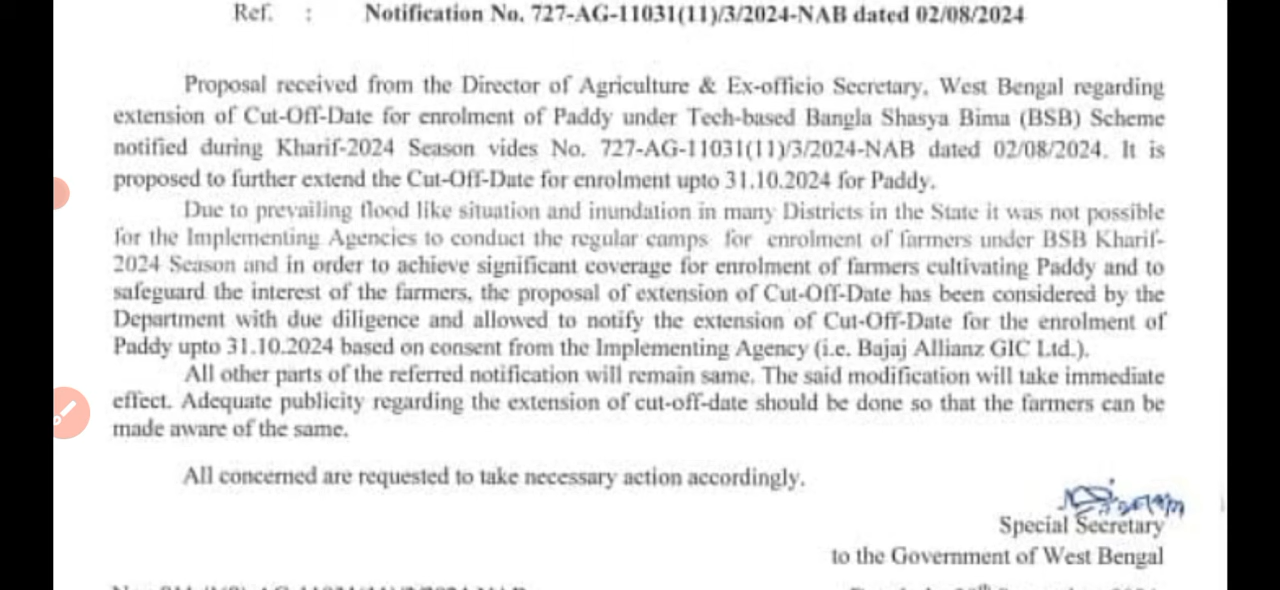 Ref. : Notification No. 727-AG-11031(11)/3/2024-NAB dated 02/08/2024
Proposal received from the Director of Agriculture & Ex-officio Secretary, West Bengal regarding
extension of Cut-Off-Date for enrolment of Paddy under Tech-based Bangla Shasya Bima (BSB) Scheme
notified during Kharif-2024 Season vides No. 727-AG-11031(11)/3/2024-NAB dated 02/08/2024. It is
proposed to further extend the Cut-Off-Date for enrolment upto 31.10.2024 for Paddy.
Due to prevailing flood like situation and inundation in many Districts in the State it was not possible
for the Implementing Agencies to conduct the regular camps for enrolment of farmers under BSB Kharif-
2024 Season and in order to achieve significant coverage for enrolment of farmers cultivating Paddy and to
safeguard the interest of the farmers, the proposal of extension of Cut-Off-Date has been considered by the
Department with due diligence and allowed to notify the extension of Cut-Off-Date for the enrolment of
Paddy upto 31.10.2024 based on consent from the Implementing Agency (i.e. Bajaj Allianz GIC Ltd.).
All other parts of the referred notification will remain same. The said modification will take immediate
effect. Adequate publicity regarding the extension of cut-off-date should be done so that the farmers can be
made aware of the same.
All concerned are requested to take necessary action accordingly.
Special Secretary
to the Government of West Bengal